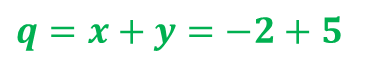 q = x + y = −2 + 5